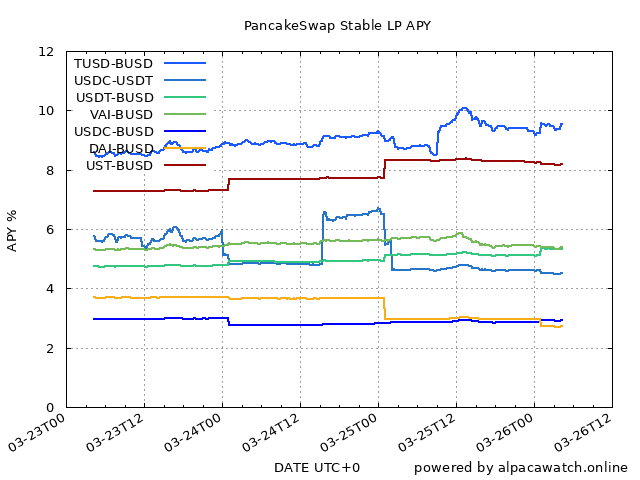 PancakeSwap Stable LP APY
12
10
8
6
4
2
0
APY %
TUSD-BUSD
USDC-USDT
USDT-BUSD
VAI-BUSD
USDC-BUSD
DAI-BUSD
UST-BUSD
03-23T00
03-23T12
03-24T00
03-24T12
03-25T00
03-25T12
03-26T00
03-26T12
DATE UTC+0
powered by alpacawatch.online